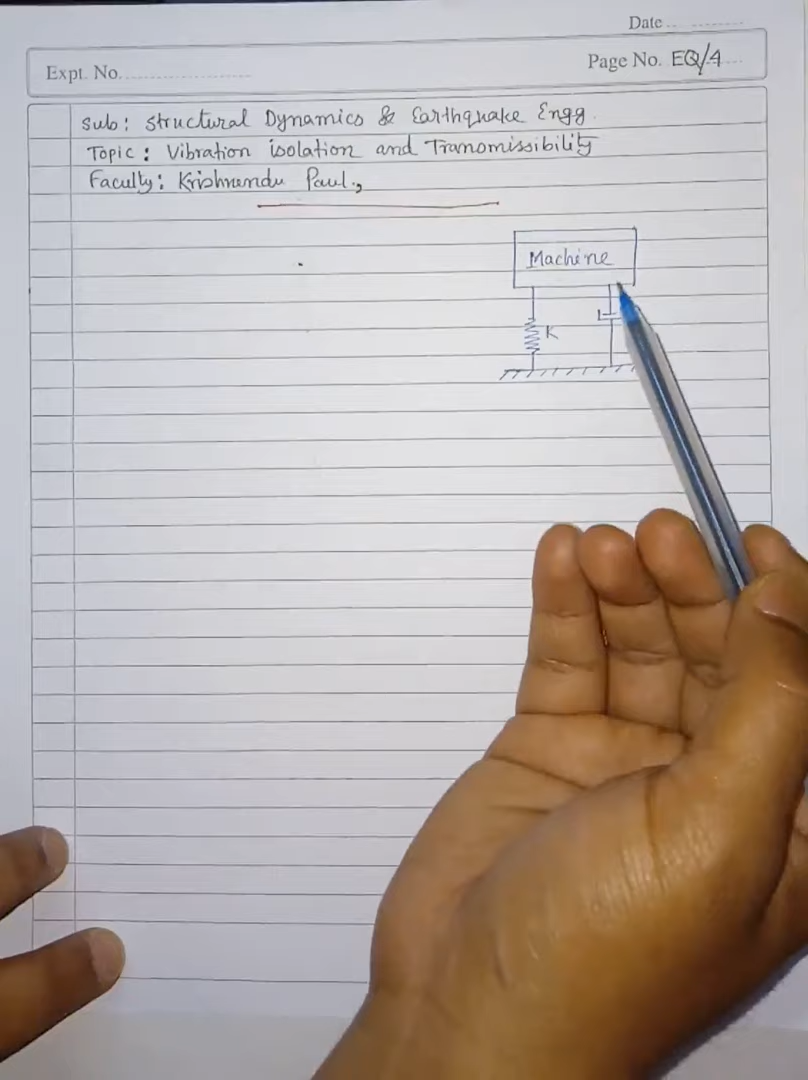 Date
Expt. No.
Page No. EQ/4
Sub: Structural Dynamics & Earthquake Engg.
Topic: Vibration isolation and Transmissibility
Faculty: Krishnendu Paul.,
Machine
K